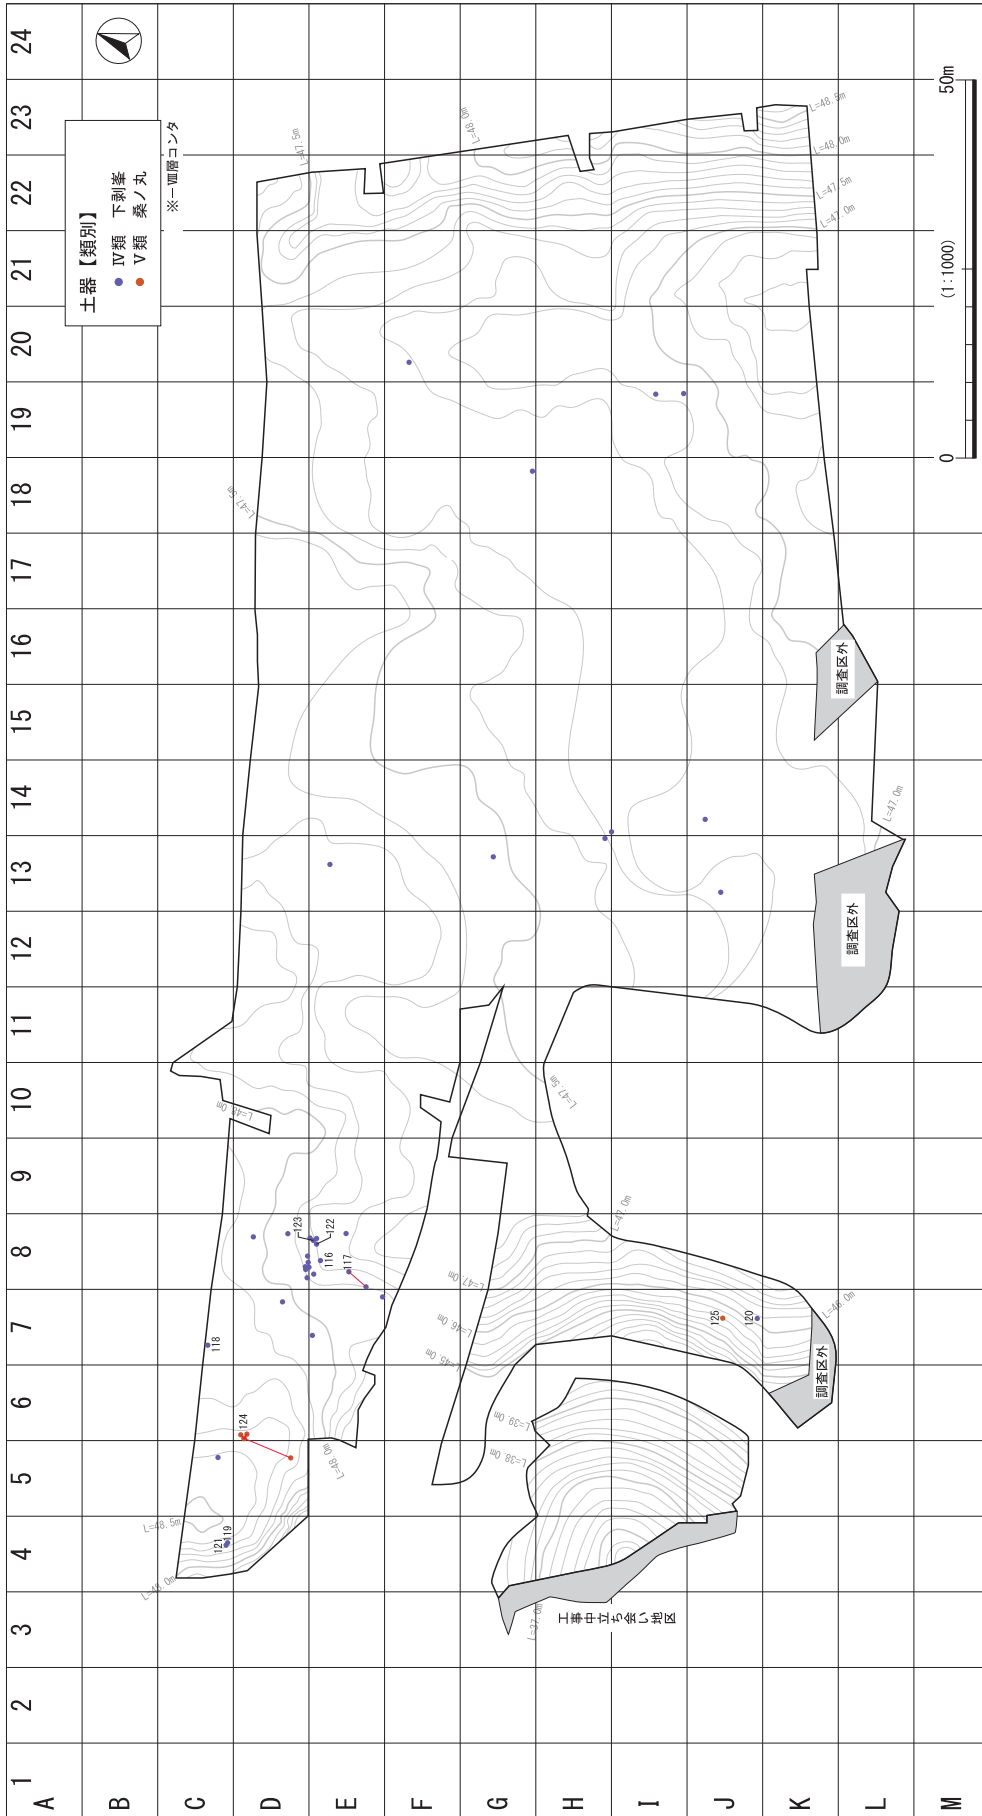 土器【類別】
Ⅳ類 下剥峯
Ⅴ類 桑ノ丸
※―Ⅷ層コンタ
24
23
22
21
20
19
18
17
16
15
14
13
12
11
10
9
8
7
6
5
4
3
2
1
A
B
C
D
E
F
G
H
I
J
K
L
M
0
50m
(1:1000)
L=47.5m
L=48.0m
L=48.5m
L=48.0m
L=47.5m
L=47.0m
L=47.5m
調査区外
L=47.0m
調査区外
L=48.0m
L=47.5m
L=47.0m
L=47.0m
L=46.0m
L=45.0m
L=46.0m
調査区外
L=39.0m
L=38.0m
L=37.0m
L=48.0m
L=48.5m
L=48.0m
工事中立ち会い地区
123
122
116
117
118
124
121
119
125
120